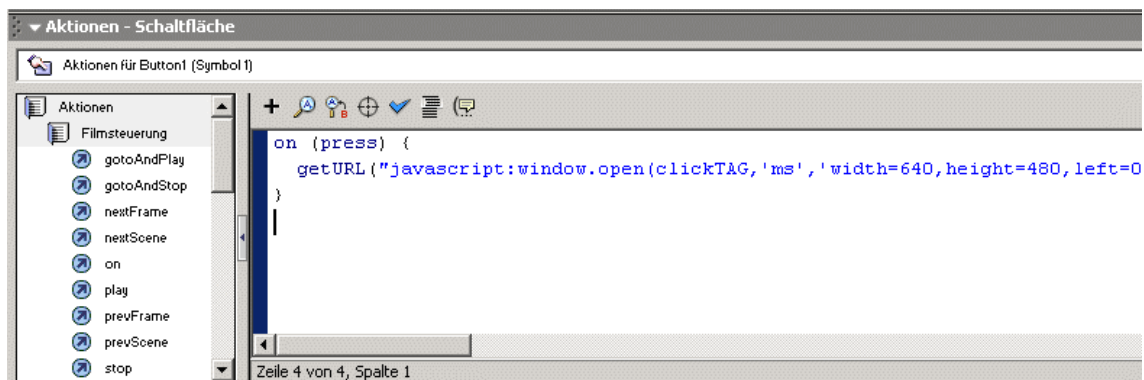 Aktionen - Schaltfläche
Aktionen für Button1 (Symbol 1)
Aktionen
Filmsteuerung
gotoAndPlay
gotoAndStop
nextFrame
nextScene
on
play
prevFrame
prevScene
stop
on (press) {
getURL("javascript:window.open(clickTAG,'ms','width=640,height=480,left=0
}
Zeile 4 von 4, Spalte 1